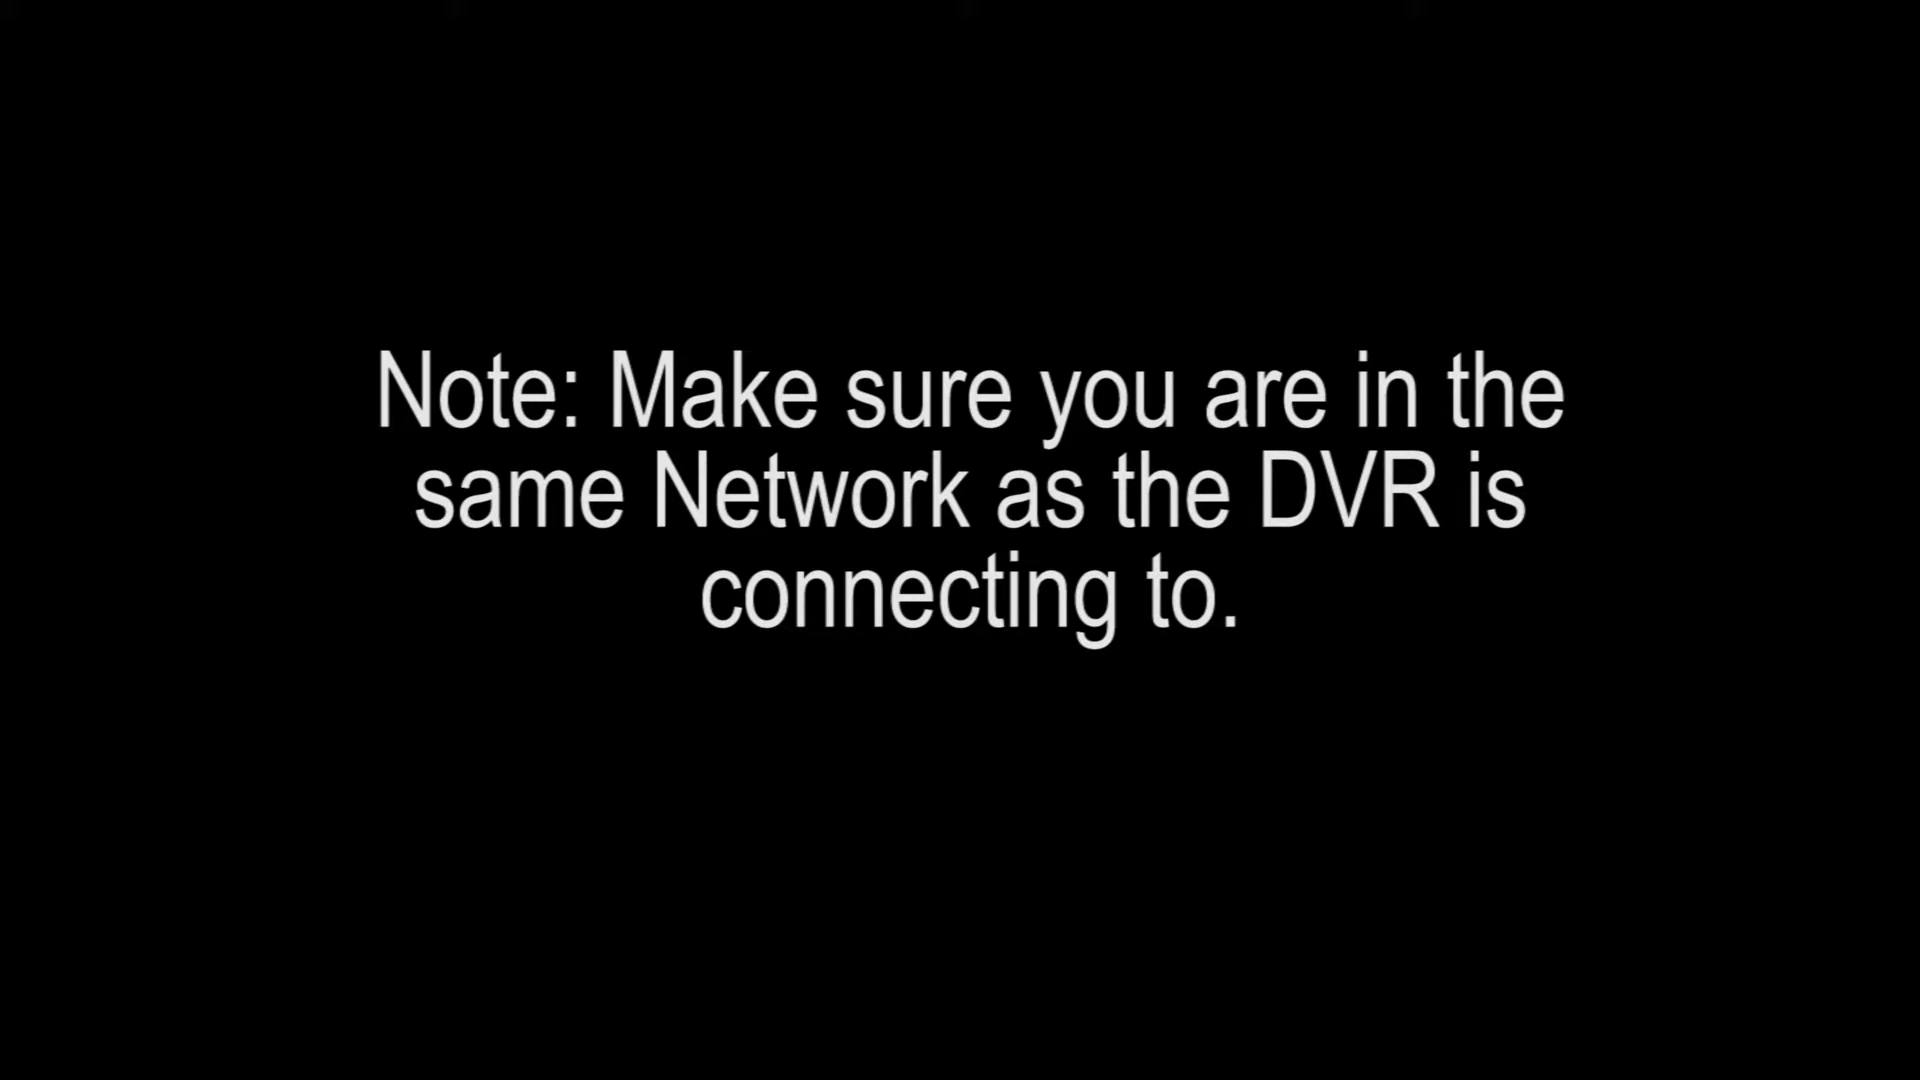 Note: Make sure you are in the
same Network as the DVR is
connecting to.